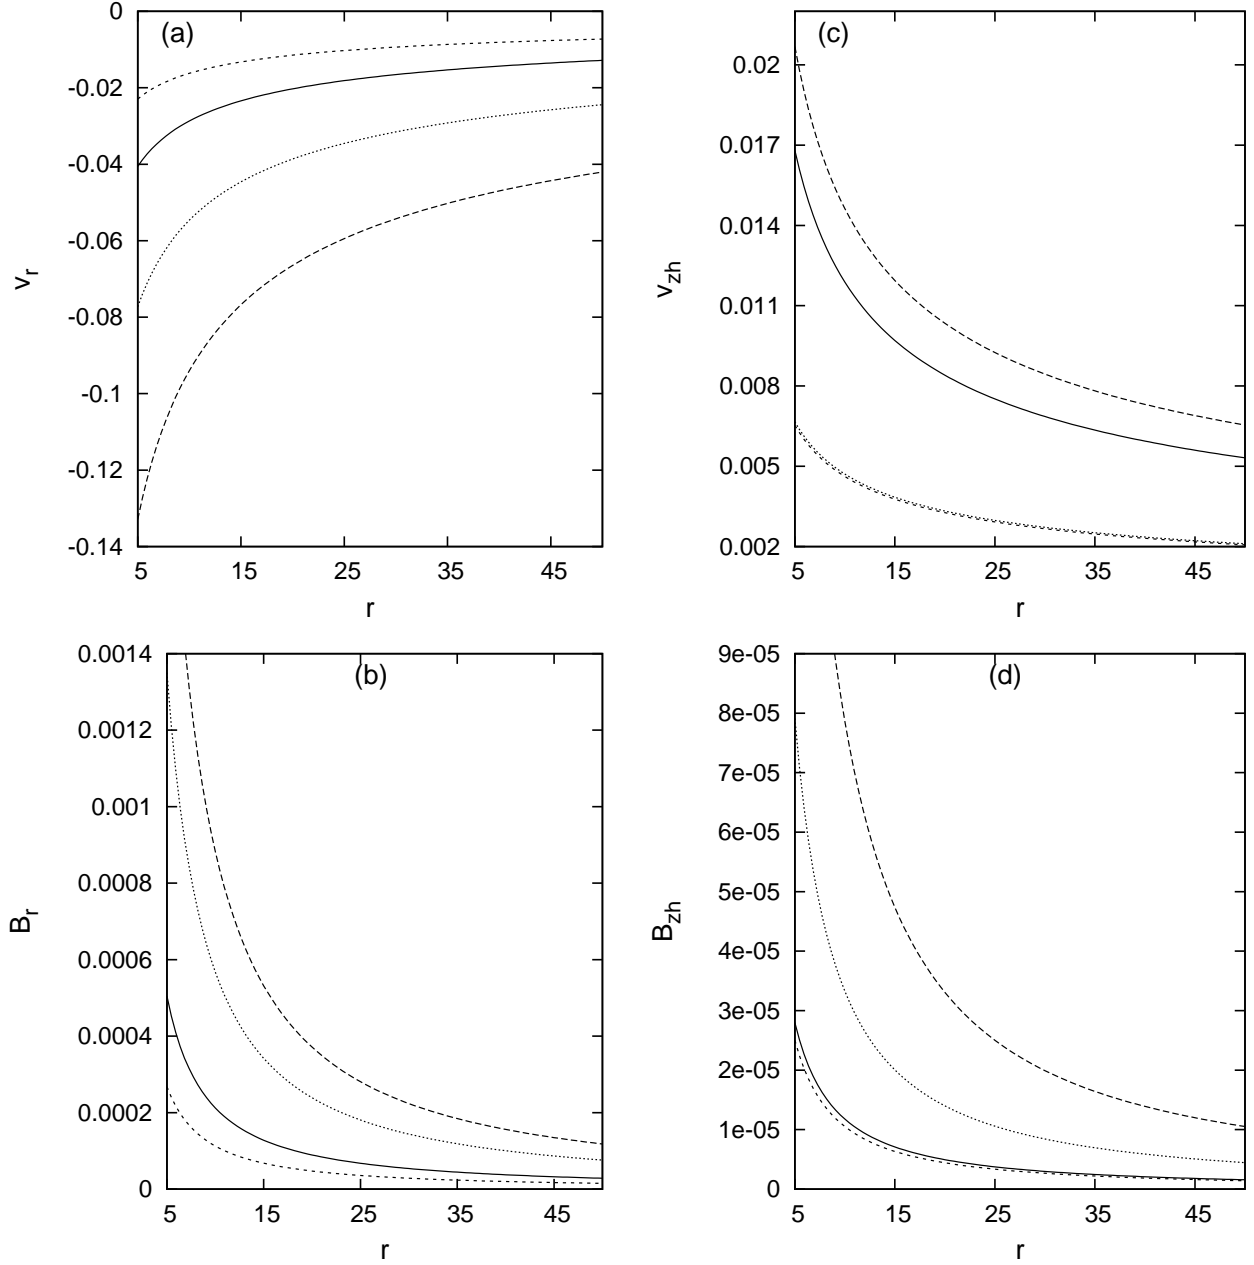 (a)
0
-0.02
-0.04
-0.06
-0.08
-0.1
-0.12
-0.14
v_r
5 15 25 35 45
r
(c)
0.02
0.017
0.014
0.011
0.008
0.005
0.002
v_zh
5 15 25 35 45
r
(b)
0.0014
0.0012
0.001
0.0008
0.0006
0.0004
0.0002
0
B_r
5 15 25 35 45
r
(d)
9e-05
8e-05
7e-05
6e-05
5e-05
4e-05
3e-05
2e-05
1e-05
0
B_zh
5 15 25 35 45
r